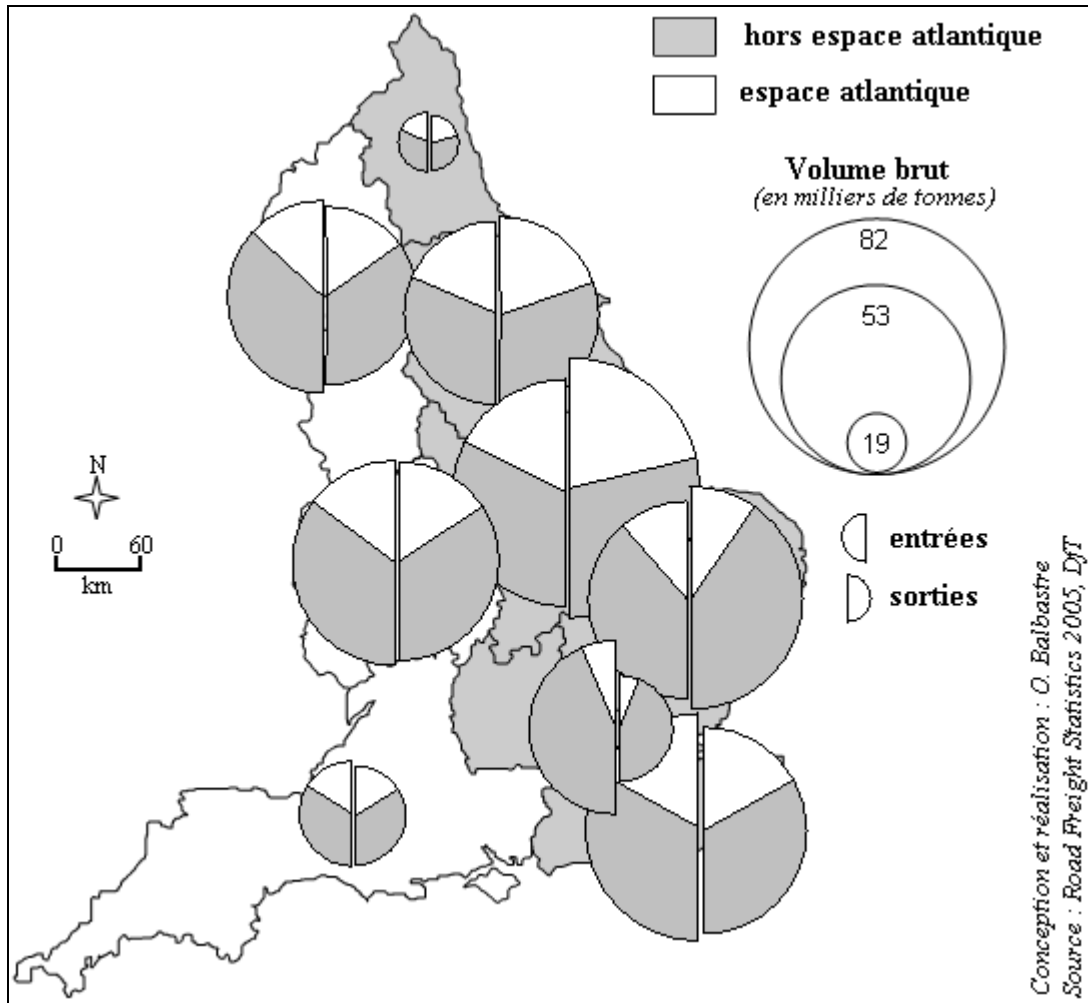 hors espace atlantique
espace atlantique
Volume brut
(en milliers de tonnes)
82
53
19
N
0 60
km
entrées
sorties
Conception et réalisation : O. Balbastre
Source : Road Freight Statistics 2005, DfT